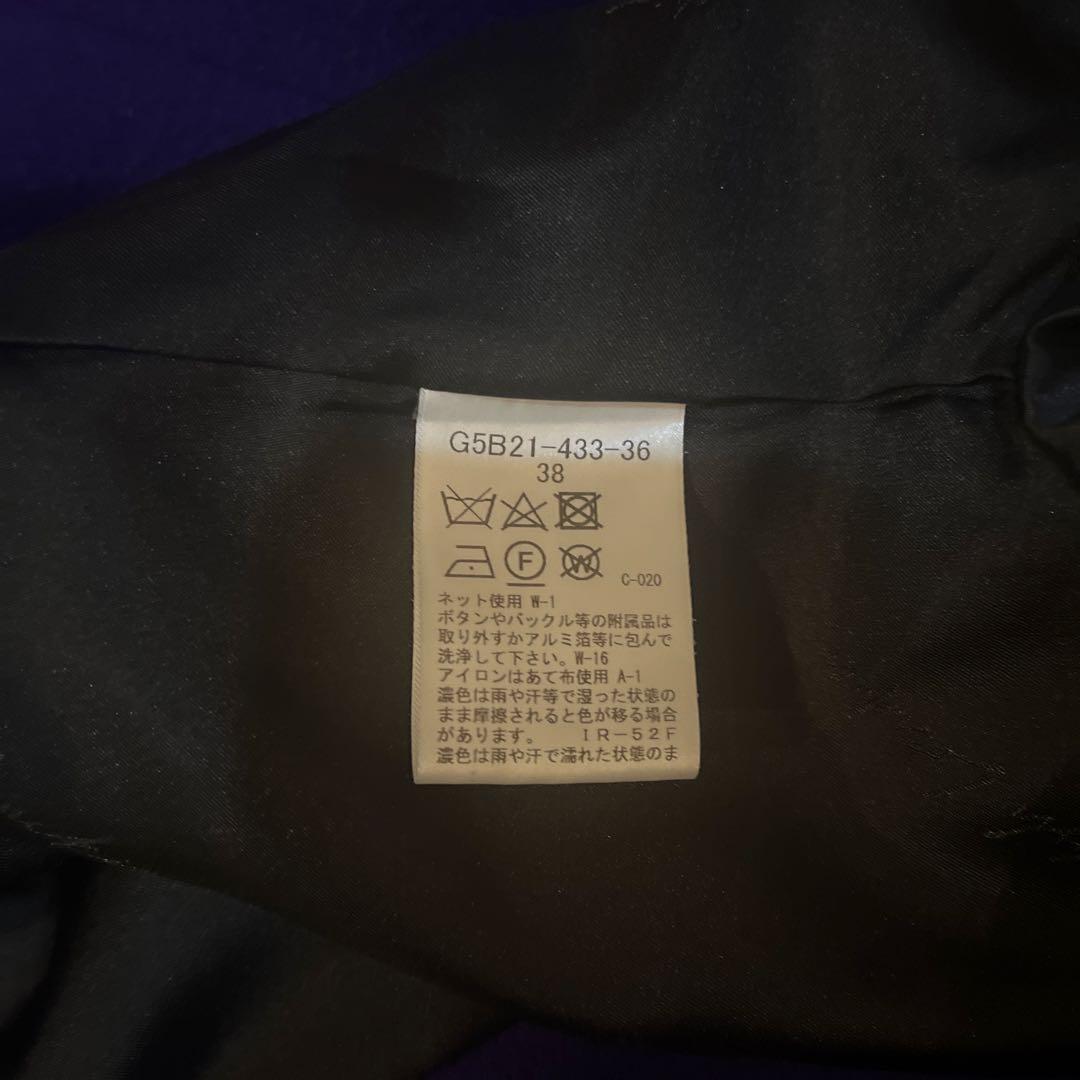 G5B21-433-36
38
F W
C-020
ネット使用 W-1
ボタンやバックル等の附属品は
取り外すかアルミ箔等に包んで
洗浄して下さい。W-16
アイロンはあて布使用 A-1
濃色は雨や汗等で湿った状態の
まま摩擦されると色が移る場合
があります。 IR-52F
濃色は雨や汗で濡れた状態のま